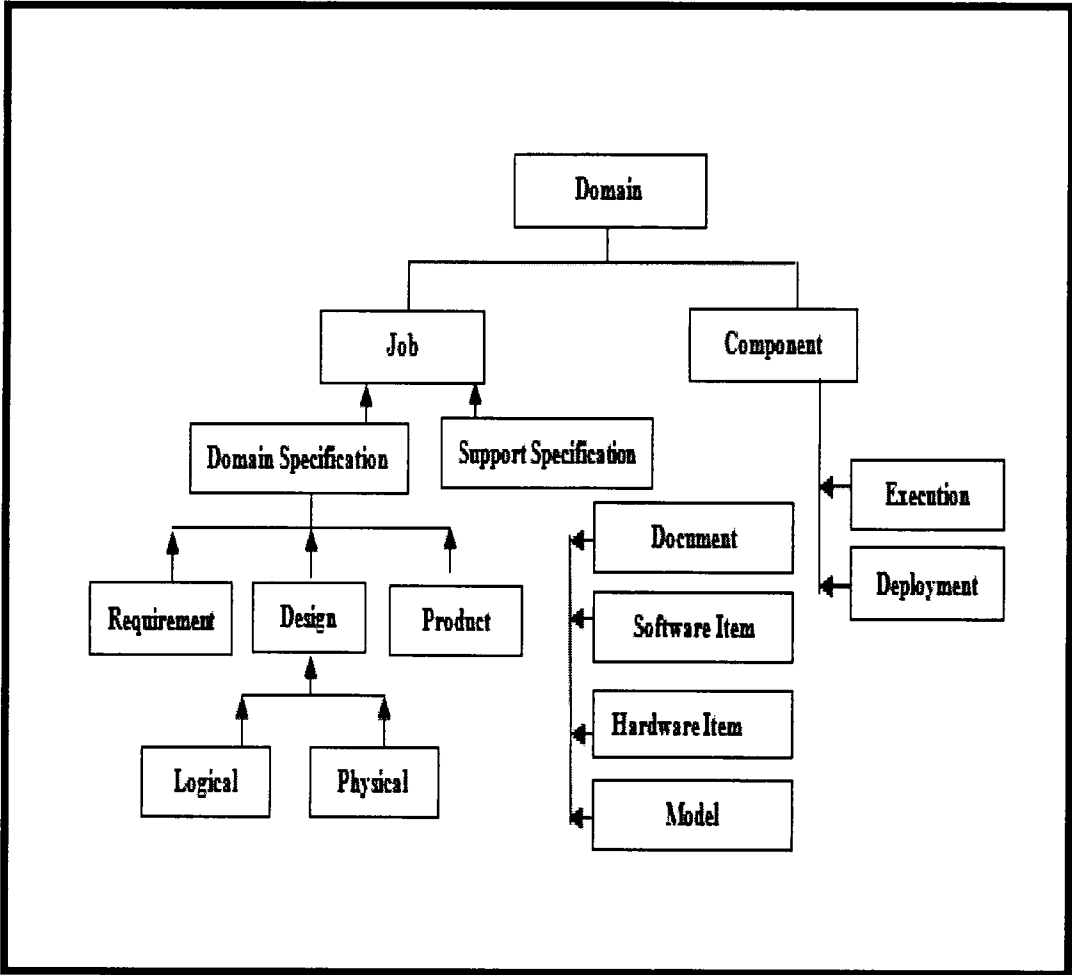 Domain
Job
Component
Domain Specification
Support Specification
Execution
Document
Deployment
Requirement
Design
Product
Software Item
Hardware Item
Logical
Physical
Model